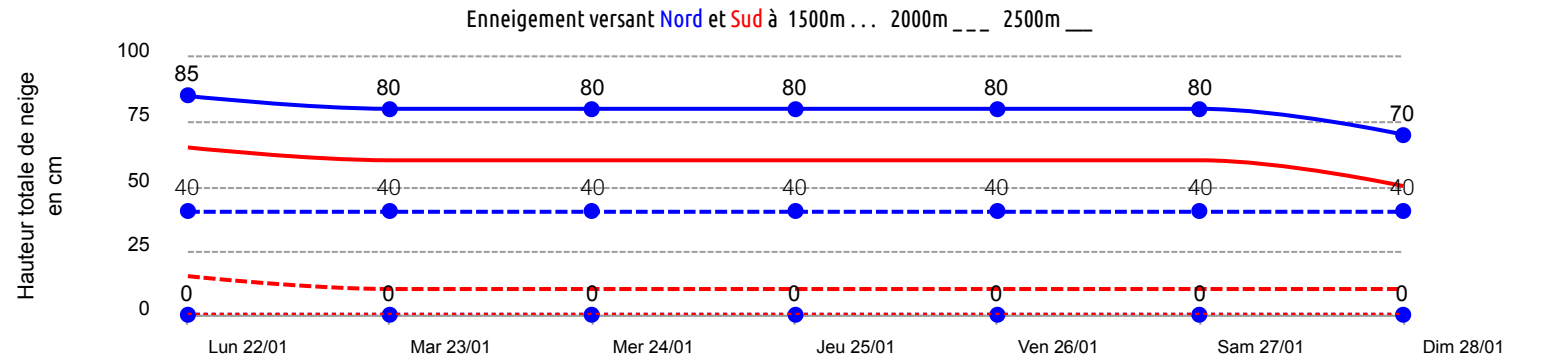 Enneigement versant Nord et Sud à 1500m . . . 2000m _ _ _ 2500m __
Hauteur totale de neige
en cm
100
85
80 80 80 80 80
75
70
50
40 40 40 40 40 40 40
25
0 0 0 0 0 0 0
0
Lun 22/01 Mar 23/01 Mer 24/01 Jeu 25/01 Ven 26/01 Sam 27/01 Dim 28/01